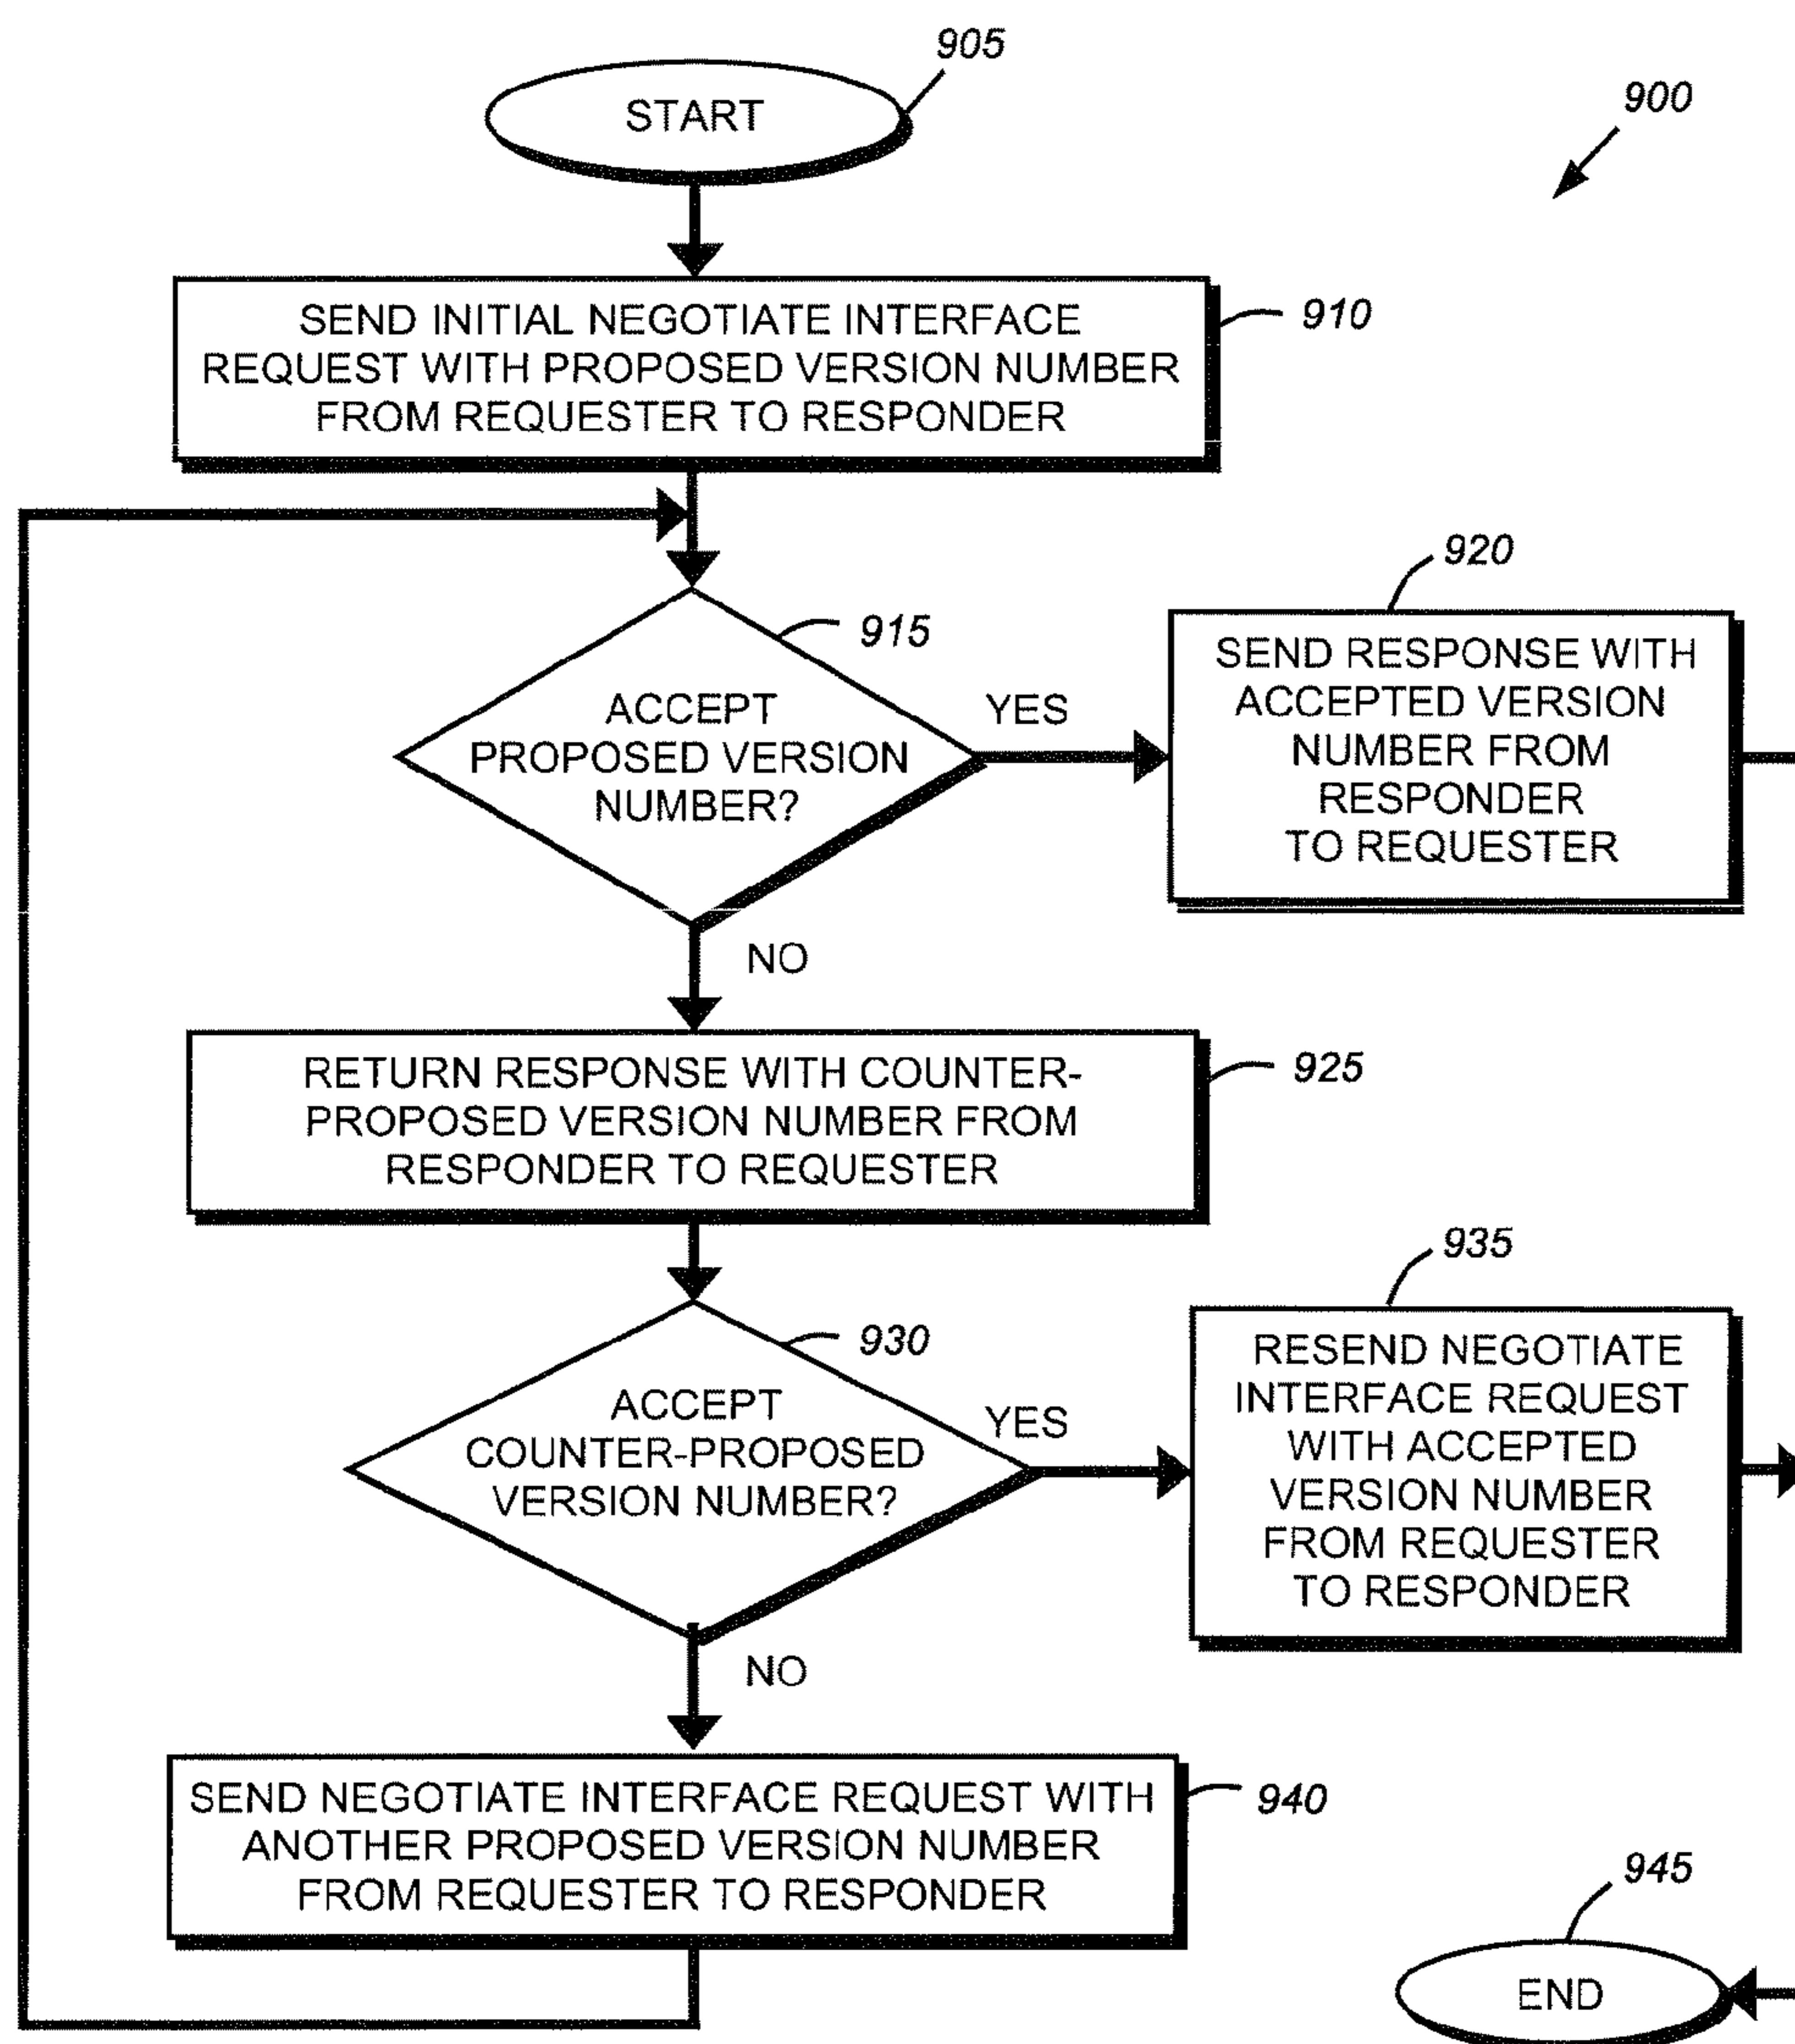 905
START
900
SEND INITIAL NEGOTIATE INTERFACE
REQUEST WITH PROPOSED VERSION NUMBER
FROM REQUESTER TO RESPONDER
910
915
ACCEPT
PROPOSED VERSION
NUMBER?
YES
920
SEND RESPONSE WITH
ACCEPTED VERSION
NUMBER FROM
RESPONDER
TO REQUESTER
NO
RETURN RESPONSE WITH COUNTER-
PROPOSED VERSION NUMBER FROM
RESPONDER TO REQUESTER
925
930
ACCEPT
COUNTER-PROPOSED
VERSION NUMBER?
YES
935
RESEND NEGOTIATE
INTERFACE REQUEST
WITH ACCEPTED
VERSION NUMBER
FROM REQUESTER
TO RESPONDER
NO
SEND NEGOTIATE INTERFACE REQUEST WITH
ANOTHER PROPOSED VERSION NUMBER
FROM REQUESTER TO RESPONDER
940
945
END